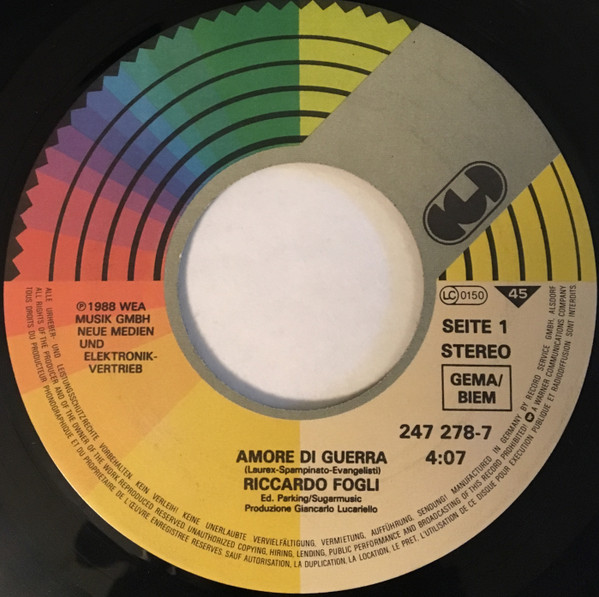 ℗ 1988 WEA
MUSIK GMBH
NEUE MEDIEN
UND
ELEKTRONIK-
VERTRIEB
LC 0150
45
SEITE 1
STEREO
GEMA/
BIEM
247 278-7
4:07
AMORE DI GUERRA
(Laurex-Spampinato-Evangelisti)
RICCARDO FOGLI
Ed. Parking/Sugarmusic
Produzione Giancarlo Lucariello
ALLE URHEBER- UND LEISTUNGSSCHUTZRECHTE VORBEHALTEN KEIN VERLEIH! KEINE UNERLAUBTE VERVIELFÄLTIGUNG, VERMIETUNG, AUFFÜHRUNG, SENDUNG! MANUFACTURED IN GERMANY BY RECORD SERVICE GMBH, ALSDORF
ALL RIGHTS OF THE PRODUCER AND OF THE OWNER OF THE WORK REPRODUCED RESERVED UNAUTHORIZED COPYING, HIRING, LENDING, PUBLIC PERFORMANCE AND BROADCASTING OF THIS RECORD PROHIBITED! A WARNER COMMUNICATIONS COMPANY
TOUS DROITS DU PRODUCTEUR PHONOGRAPHIQUE ET DU PROPRIETAIRE DE L'ŒUVRE ENREGISTREE RESERVES SAUF AUTORISATION, LA DUPLICATION, LA LOCATION, LE PRET, L'UTILISATION DE CE DISQUE POUR EXECUTION PUBLIQUE ET RADIODIFFUSION SONT INTERDITS